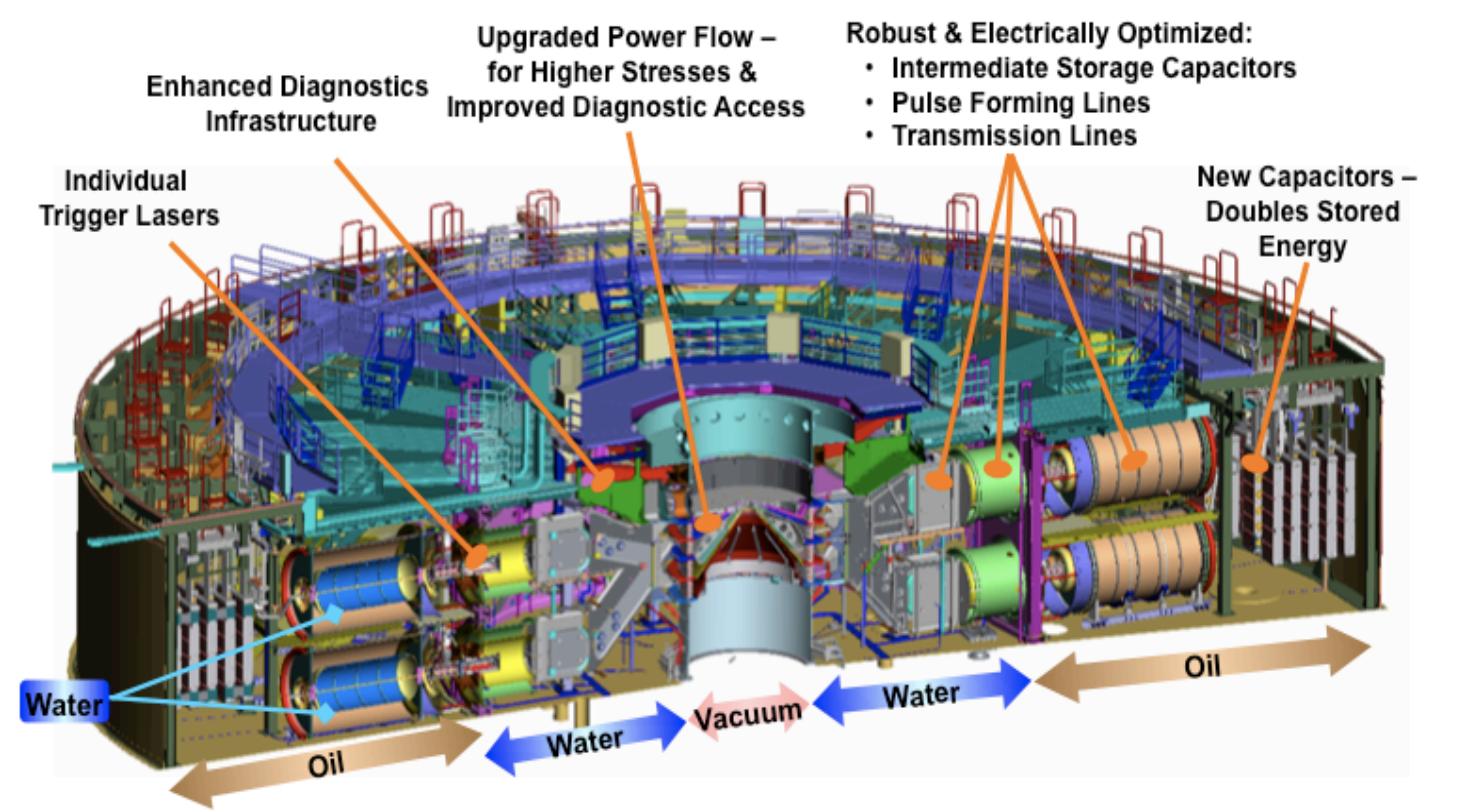 Upgraded Power Flow –
for Higher Stresses &
Improved Diagnostic Access
Robust & Electrically Optimized:
• Intermediate Storage Capacitors
• Pulse Forming Lines
• Transmission Lines
Enhanced Diagnostics
Infrastructure
Individual
Trigger Lasers
New Capacitors –
Doubles Stored
Energy
Water
Oil
Water
Vacuum
Water
Oil